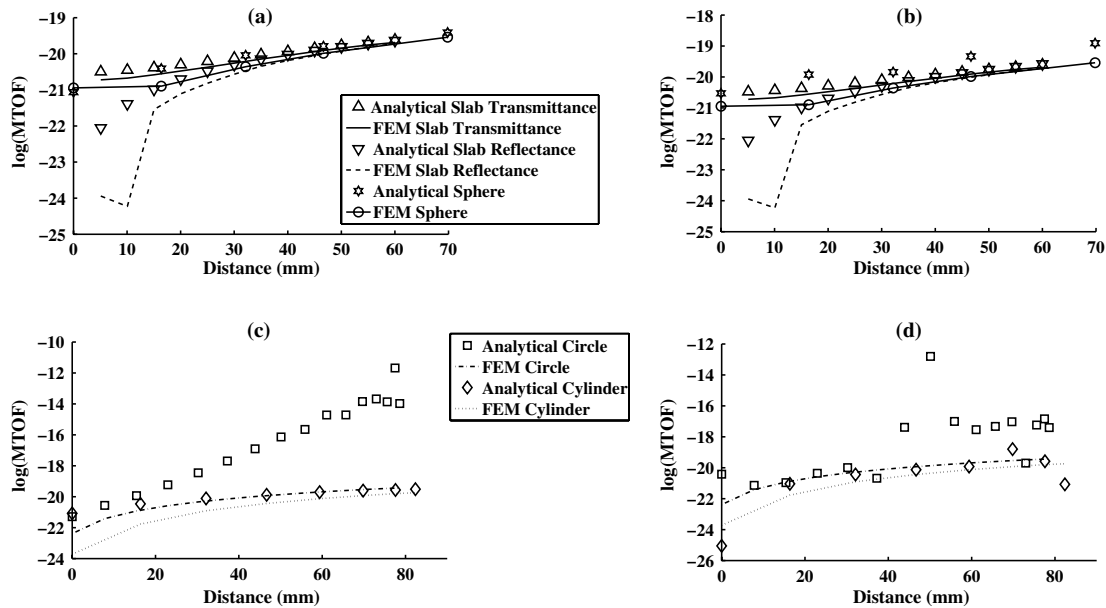 (a)
log(MTOF)
−19
−20
−21
−22
−23
−24
−25
0 10 20 30 40 50 60 70
Distance (mm)
Analytical Slab Transmittance
FEM Slab Transmittance
Analytical Slab Reflectance
FEM Slab Reflectance
Analytical Sphere
FEM Sphere
(b)
log(MTOF)
−18
−19
−20
−21
−22
−23
−24
−25
0 10 20 30 40 50 60 70
Distance (mm)
(c)
log(MTOF)
−10
−12
−14
−16
−18
−20
−22
−24
0 20 40 60 80
Distance (mm)
Analytical Circle
FEM Circle
Analytical Cylinder
FEM Cylinder
(d)
log(MTOF)
−12
−14
−16
−18
−20
−22
−24
−26
0 20 40 60 80
Distance (mm)